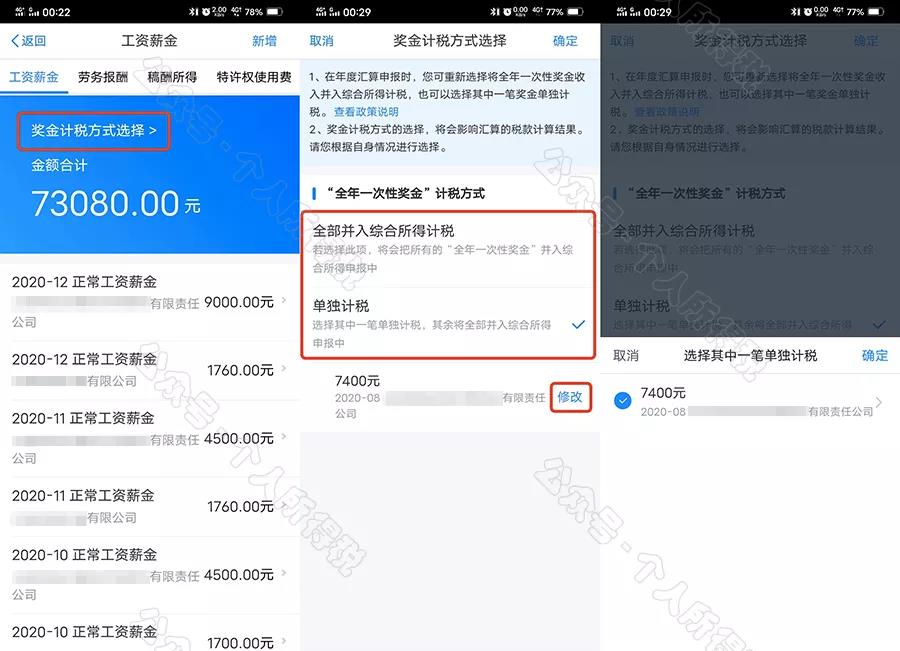 00:22
2.00 KB/s
4G
78%
返回
工资薪金
新增
工资薪金
劳务报酬
稿酬所得
特许权使用费
奖金计税方式选择 >
金额合计
73080.00 元
2020-12 正常工资薪金
有限责任
公司
9000.00元
2020-12 正常工资薪金
有限公司
1760.00元
2020-11 正常工资薪金
有限责任
公司
4500.00元
2020-11 正常工资薪金
有限公司
1760.00元
2020-10 正常工资薪金
有限责任
公司
4500.00元
2020-10 正常工资薪金
1700.00元
00:29
0.00 KB/s
4G
77%
取消
奖金计税方式选择
确定
1、在年度汇算申报时，您可重新选择将全年一次性奖金收
入并入综合所得计税，也可以选择其中一笔奖金单独计
税。查看政策说明
2、奖金计税方式的选择，将会影响汇算的税款计算结果。
请您根据自身情况进行选择。
“全年一次性奖金”计税方式
全部并入综合所得计税
若选择此项，将会把所有的“全年一次性奖金”并入综
合所得申报中
单独计税
选择其中一笔单独计税，其余将全部并入综合所得
申报中
7400元
2020-08
有限责任
公司
修改
00:29
0.00 KB/s
4G
77%
取消
奖金计税方式选择
确定
1、在年度汇算申报时，您可重新选择将全年一次性奖金收
入并入综合所得计税，也可以选择其中一笔奖金单独计
税。查看政策说明
2、奖金计税方式的选择，将会影响汇算的税款计算结果。
请您根据自身情况进行选择。
“全年一次性奖金”计税方式
全部并入综合所得计税
若选择此项，将会把所有的“全年一次性奖金”并入综
合所得申报中
单独计税
选择其中一笔单独计税，其余将全部并入综合所得
取消
选择其中一笔单独计税
确定
7400元
2020-08
有限责任公司
公众号·个人所得税
公众号·个人所得税
公众号·个人所得税